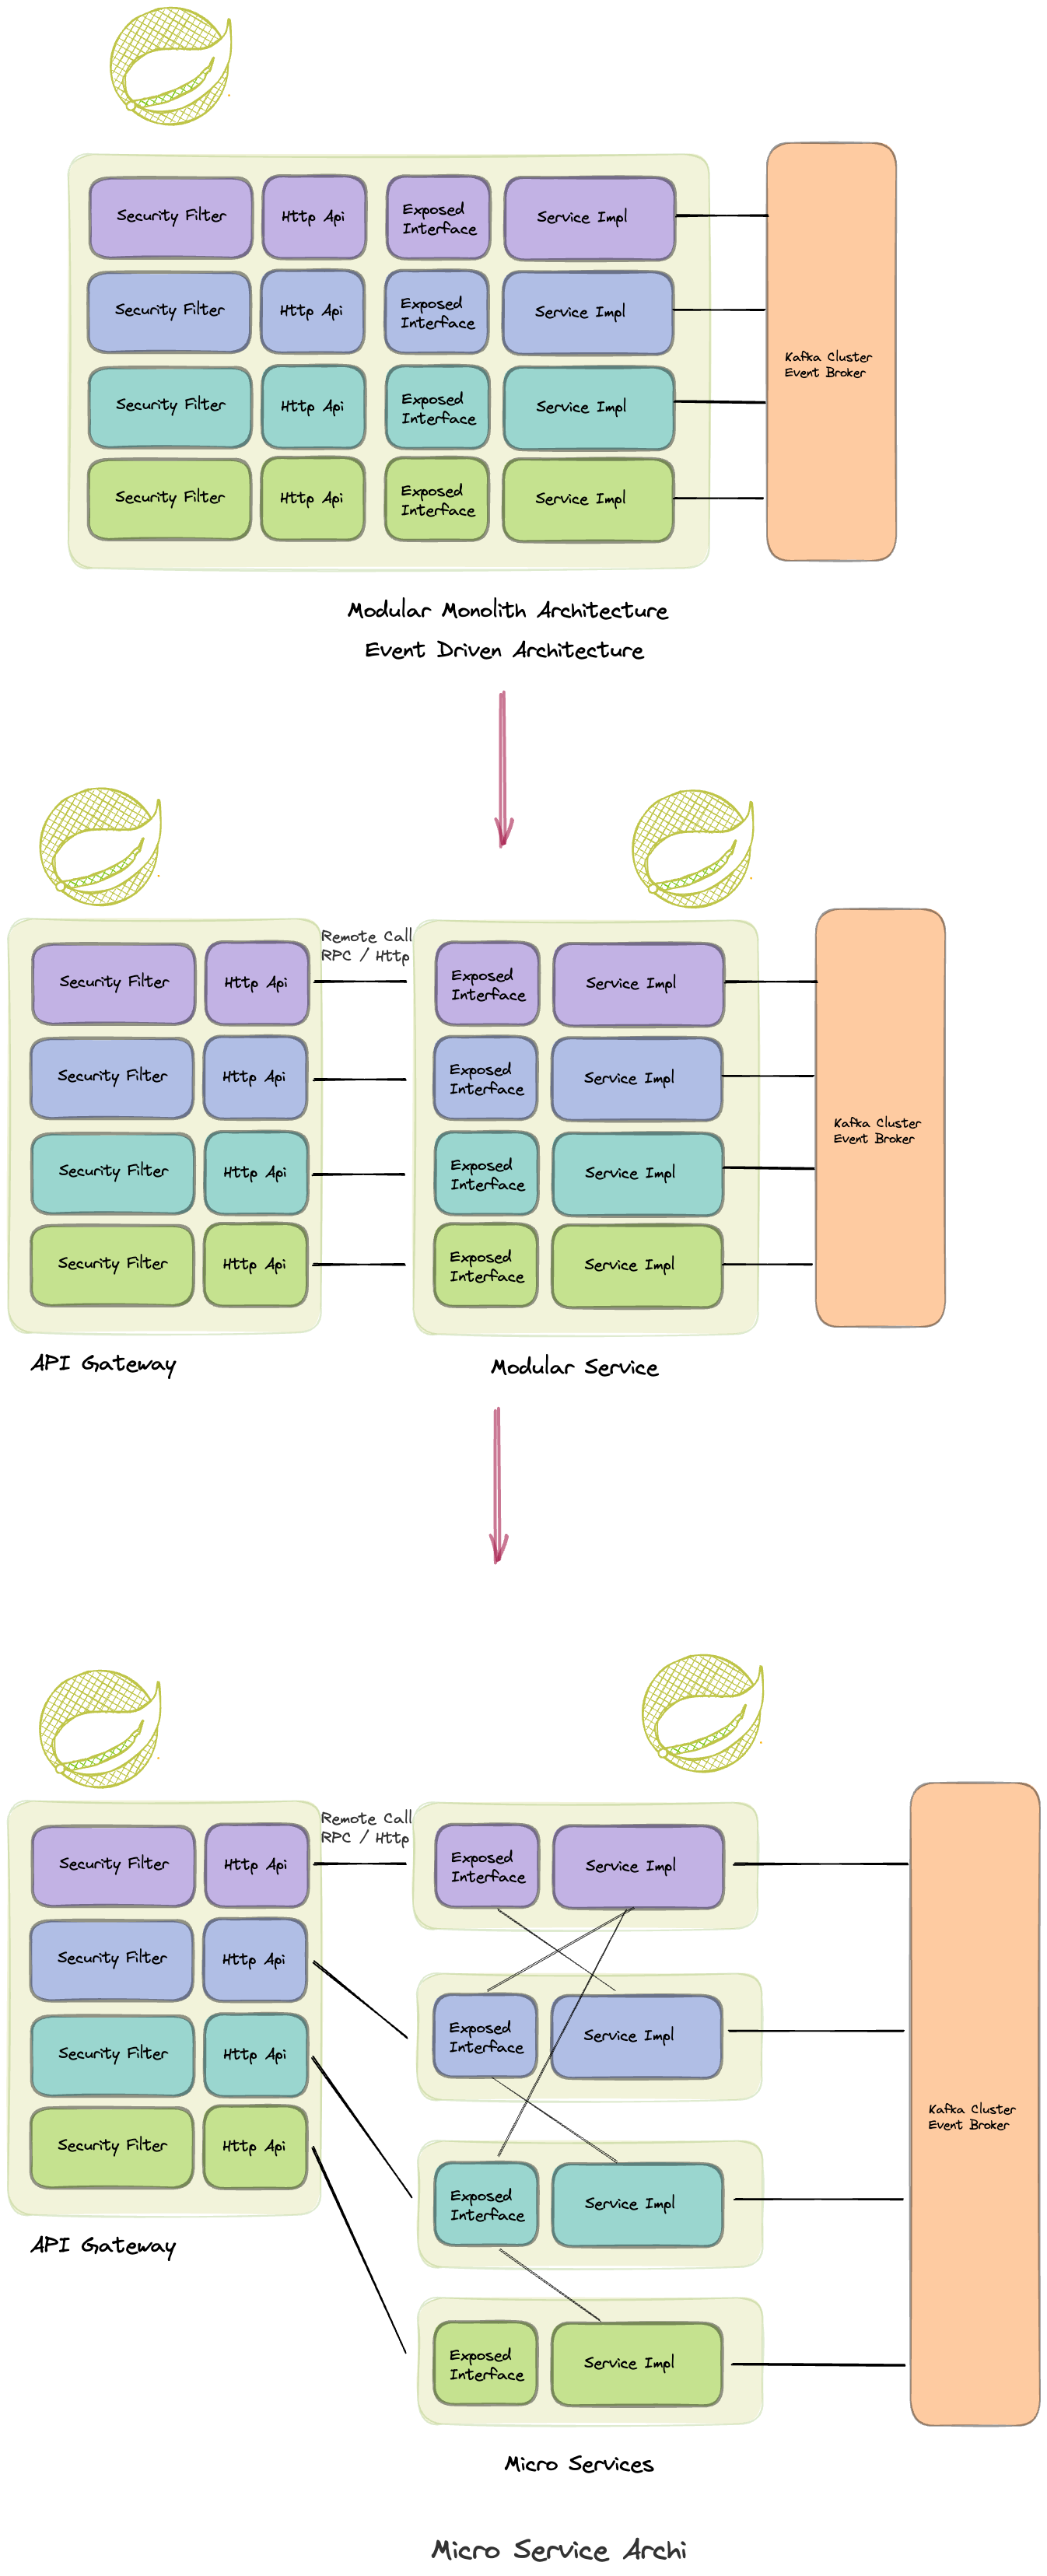 Security Filter
Http Api
Exposed
Interface
Service Impl
Security Filter
Http Api
Exposed
Interface
Service Impl
Kafka Cluster
Event Broker
Security Filter
Http Api
Exposed
Interface
Service Impl
Security Filter
Http Api
Exposed
Interface
Service Impl
Modular Monolith Architecture
Event Driven Architecture
Remote Call
RPC / Http
Security Filter
Http Api
Exposed
Interface
Service Impl
Security Filter
Http Api
Exposed
Interface
Service Impl
Kafka Cluster
Event Broker
Security Filter
Http Api
Exposed
Interface
Service Impl
Security Filter
Http Api
Exposed
Interface
Service Impl
API Gateway
Modular Service
Remote Call
RPC / Http
Security Filter
Http Api
Exposed
Interface
Service Impl
Security Filter
Http Api
Exposed
Interface
Service Impl
Security Filter
Http Api
Kafka Cluster
Event Broker
Security Filter
Http Api
Exposed
Interface
Service Impl
API Gateway
Exposed
Interface
Service Impl
Micro Services
Micro Service Archi